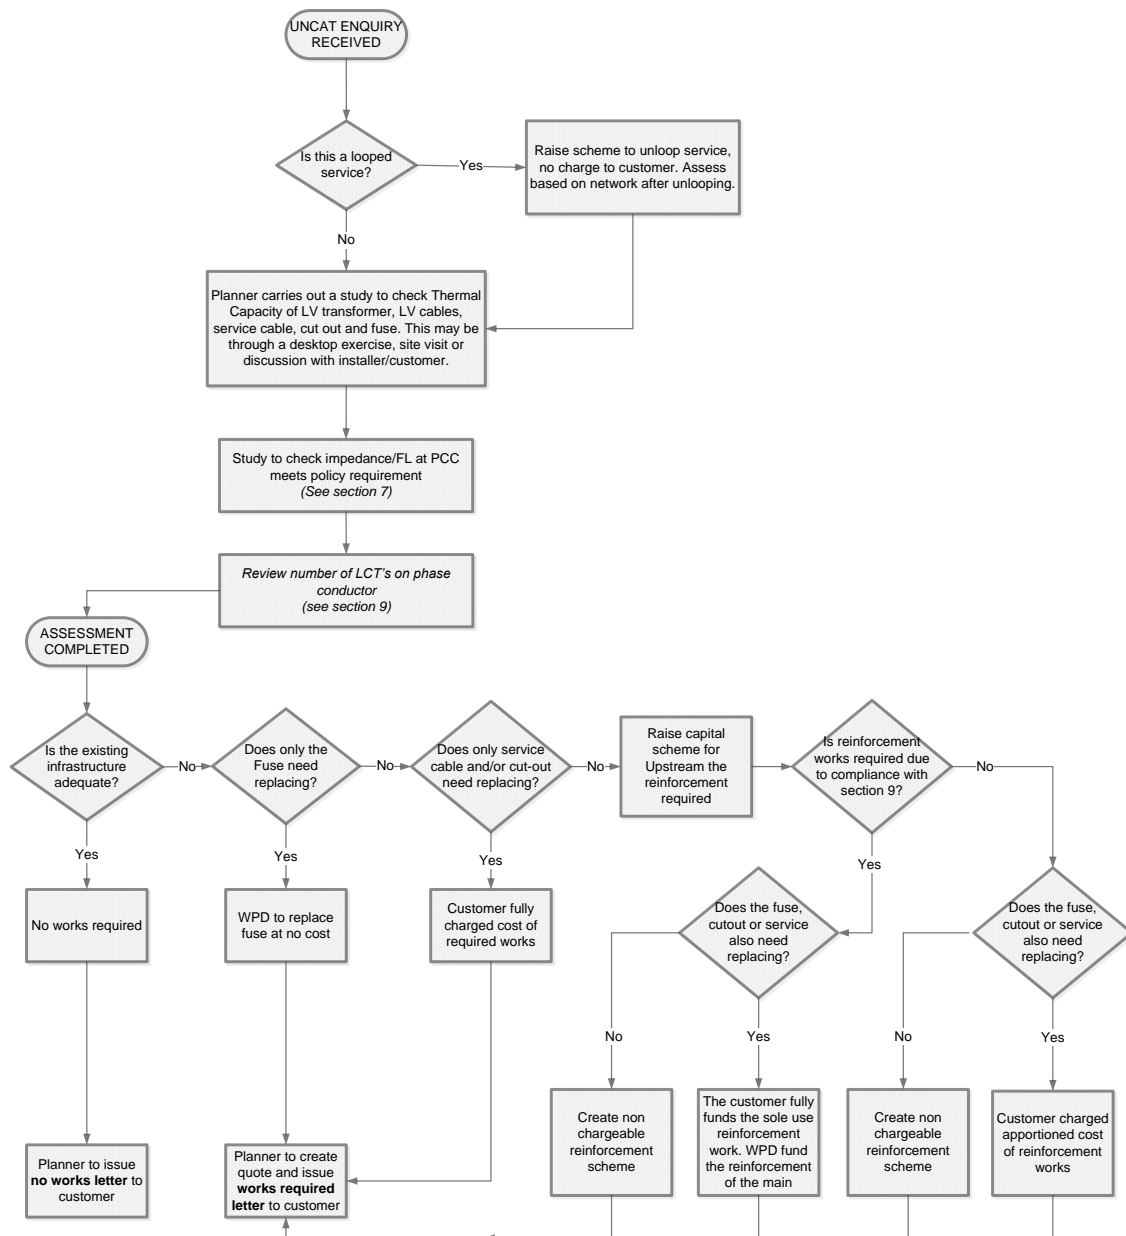 UNCAT ENQUIRY
RECEIVED
Is this a looped
service?
Yes
Raise scheme to unloop service,
no charge to customer. Assess
based on network after unlooping.
No
Planner carries out a study to check Thermal
Capacity of LV transformer, LV cables,
service cable, cut out and fuse. This may be
through a desktop exercise, site visit or
discussion with installer/customer.
Study to check impedance/FL at PCC
meets policy requirement
(See section 7)
Review number of LCT's on phase
conductor
(see section 9)
ASSESSMENT
COMPLETED
Is the existing
infrastructure
adequate?
No
Does only the
Fuse need
replacing?
No
Does only service
cable and/or cut-out
need replacing?
No
Raise capital
scheme for
Upstream the
reinforcement
required
Is reinforcement
works required due
to compliance with
section 9?
No
Yes
Yes
Yes
Yes
No works required
WPD to replace
fuse at no cost
Customer fully
charged cost of
required works
Does the fuse,
cutout or service
also need
replacing?
Does the fuse,
cutout or service
also need
replacing?
No
Yes
No
Yes
Planner to issue
no works letter to
customer
Planner to create
quote and issue
works required
letter to customer
Create non
chargeable
reinforcement
scheme
The customer fully
funds the sole use
reinforcement
work. WPD fund
the reinforcement
of the main
Create non
chargeable
reinforcement
scheme
Customer charged
apportioned cost
of reinforcement
works